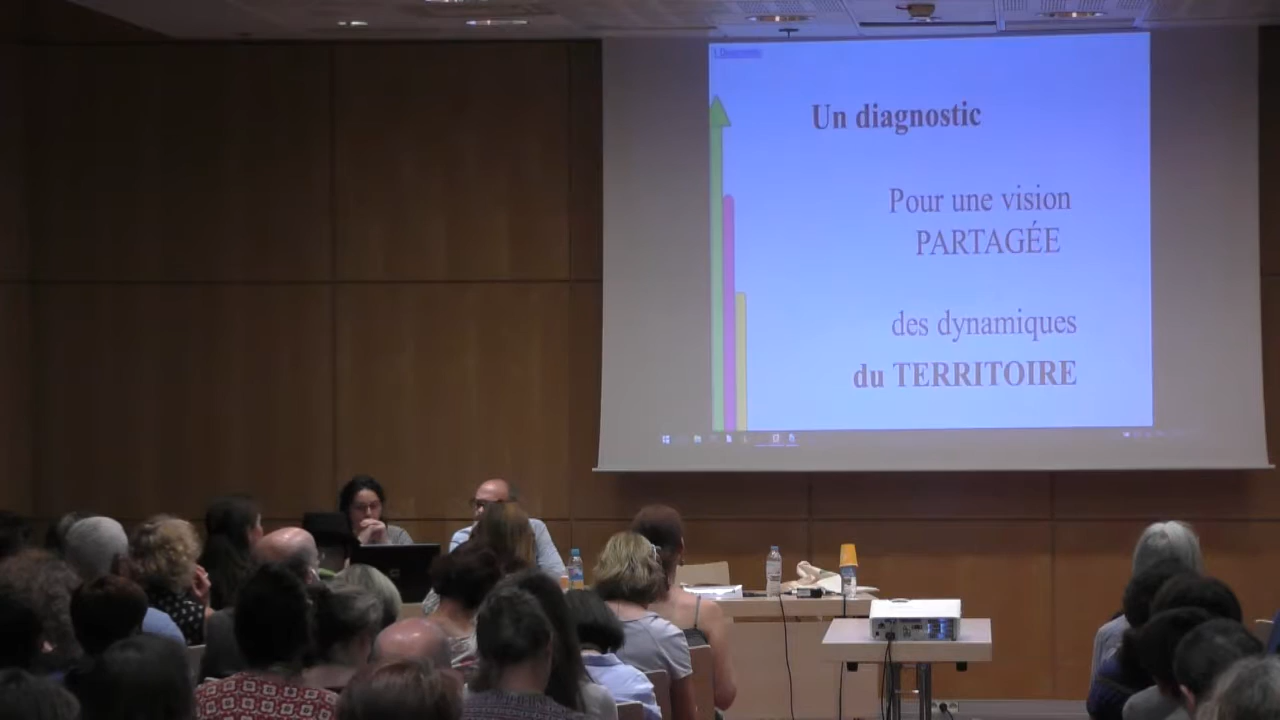 Un diagnostic
Pour une vision
PARTAGÉE
des dynamiques
du TERRITOIRE